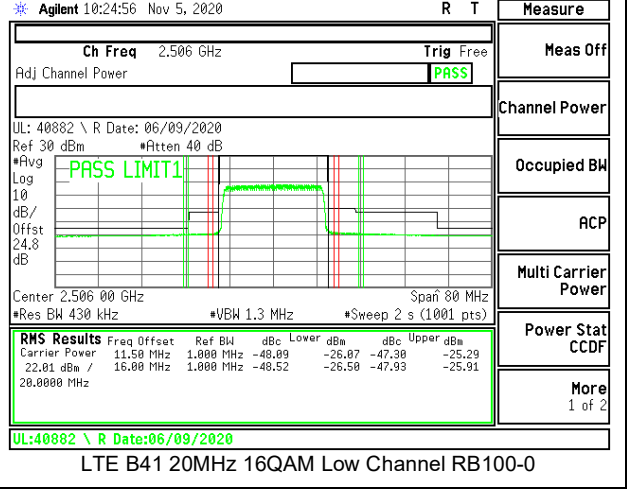 Agilent 10:24:56 Nov 5, 2020 R T Measure
Ch Freq 2.506 GHz Trig Free
Meas Off
Adj Channel Power PASS
Channel Power
UL: 40882 \ R Date: 06/09/2020
Ref 30 dBm #Atten 40 dB
#Avg
PASS LIMIT1
Occupied BW
Log
10
dB/
ACP
Offst
24.8
dB
Multi Carrier
Power
Center 2.506 00 GHz Span 80 MHz
#Res BW 430 kHz #VBW 1.3 MHz #Sweep 2 s (1001 pts)
Power Stat
CCDF
RMS Results Freq Offset Ref BW dBc Lower dBm dBc Upper dBm
Carrier Power 11.50 MHz 1.000 MHz -48.09 -26.07 -47.30 -25.29
22.01 dBm / 16.00 MHz 1.000 MHz -48.52 -26.50 -47.93 -25.91
20.0000 MHz
More
1 of 2
UL:40882 \ R Date:06/09/2020
LTE B41 20MHz 16QAM Low Channel RB100-0